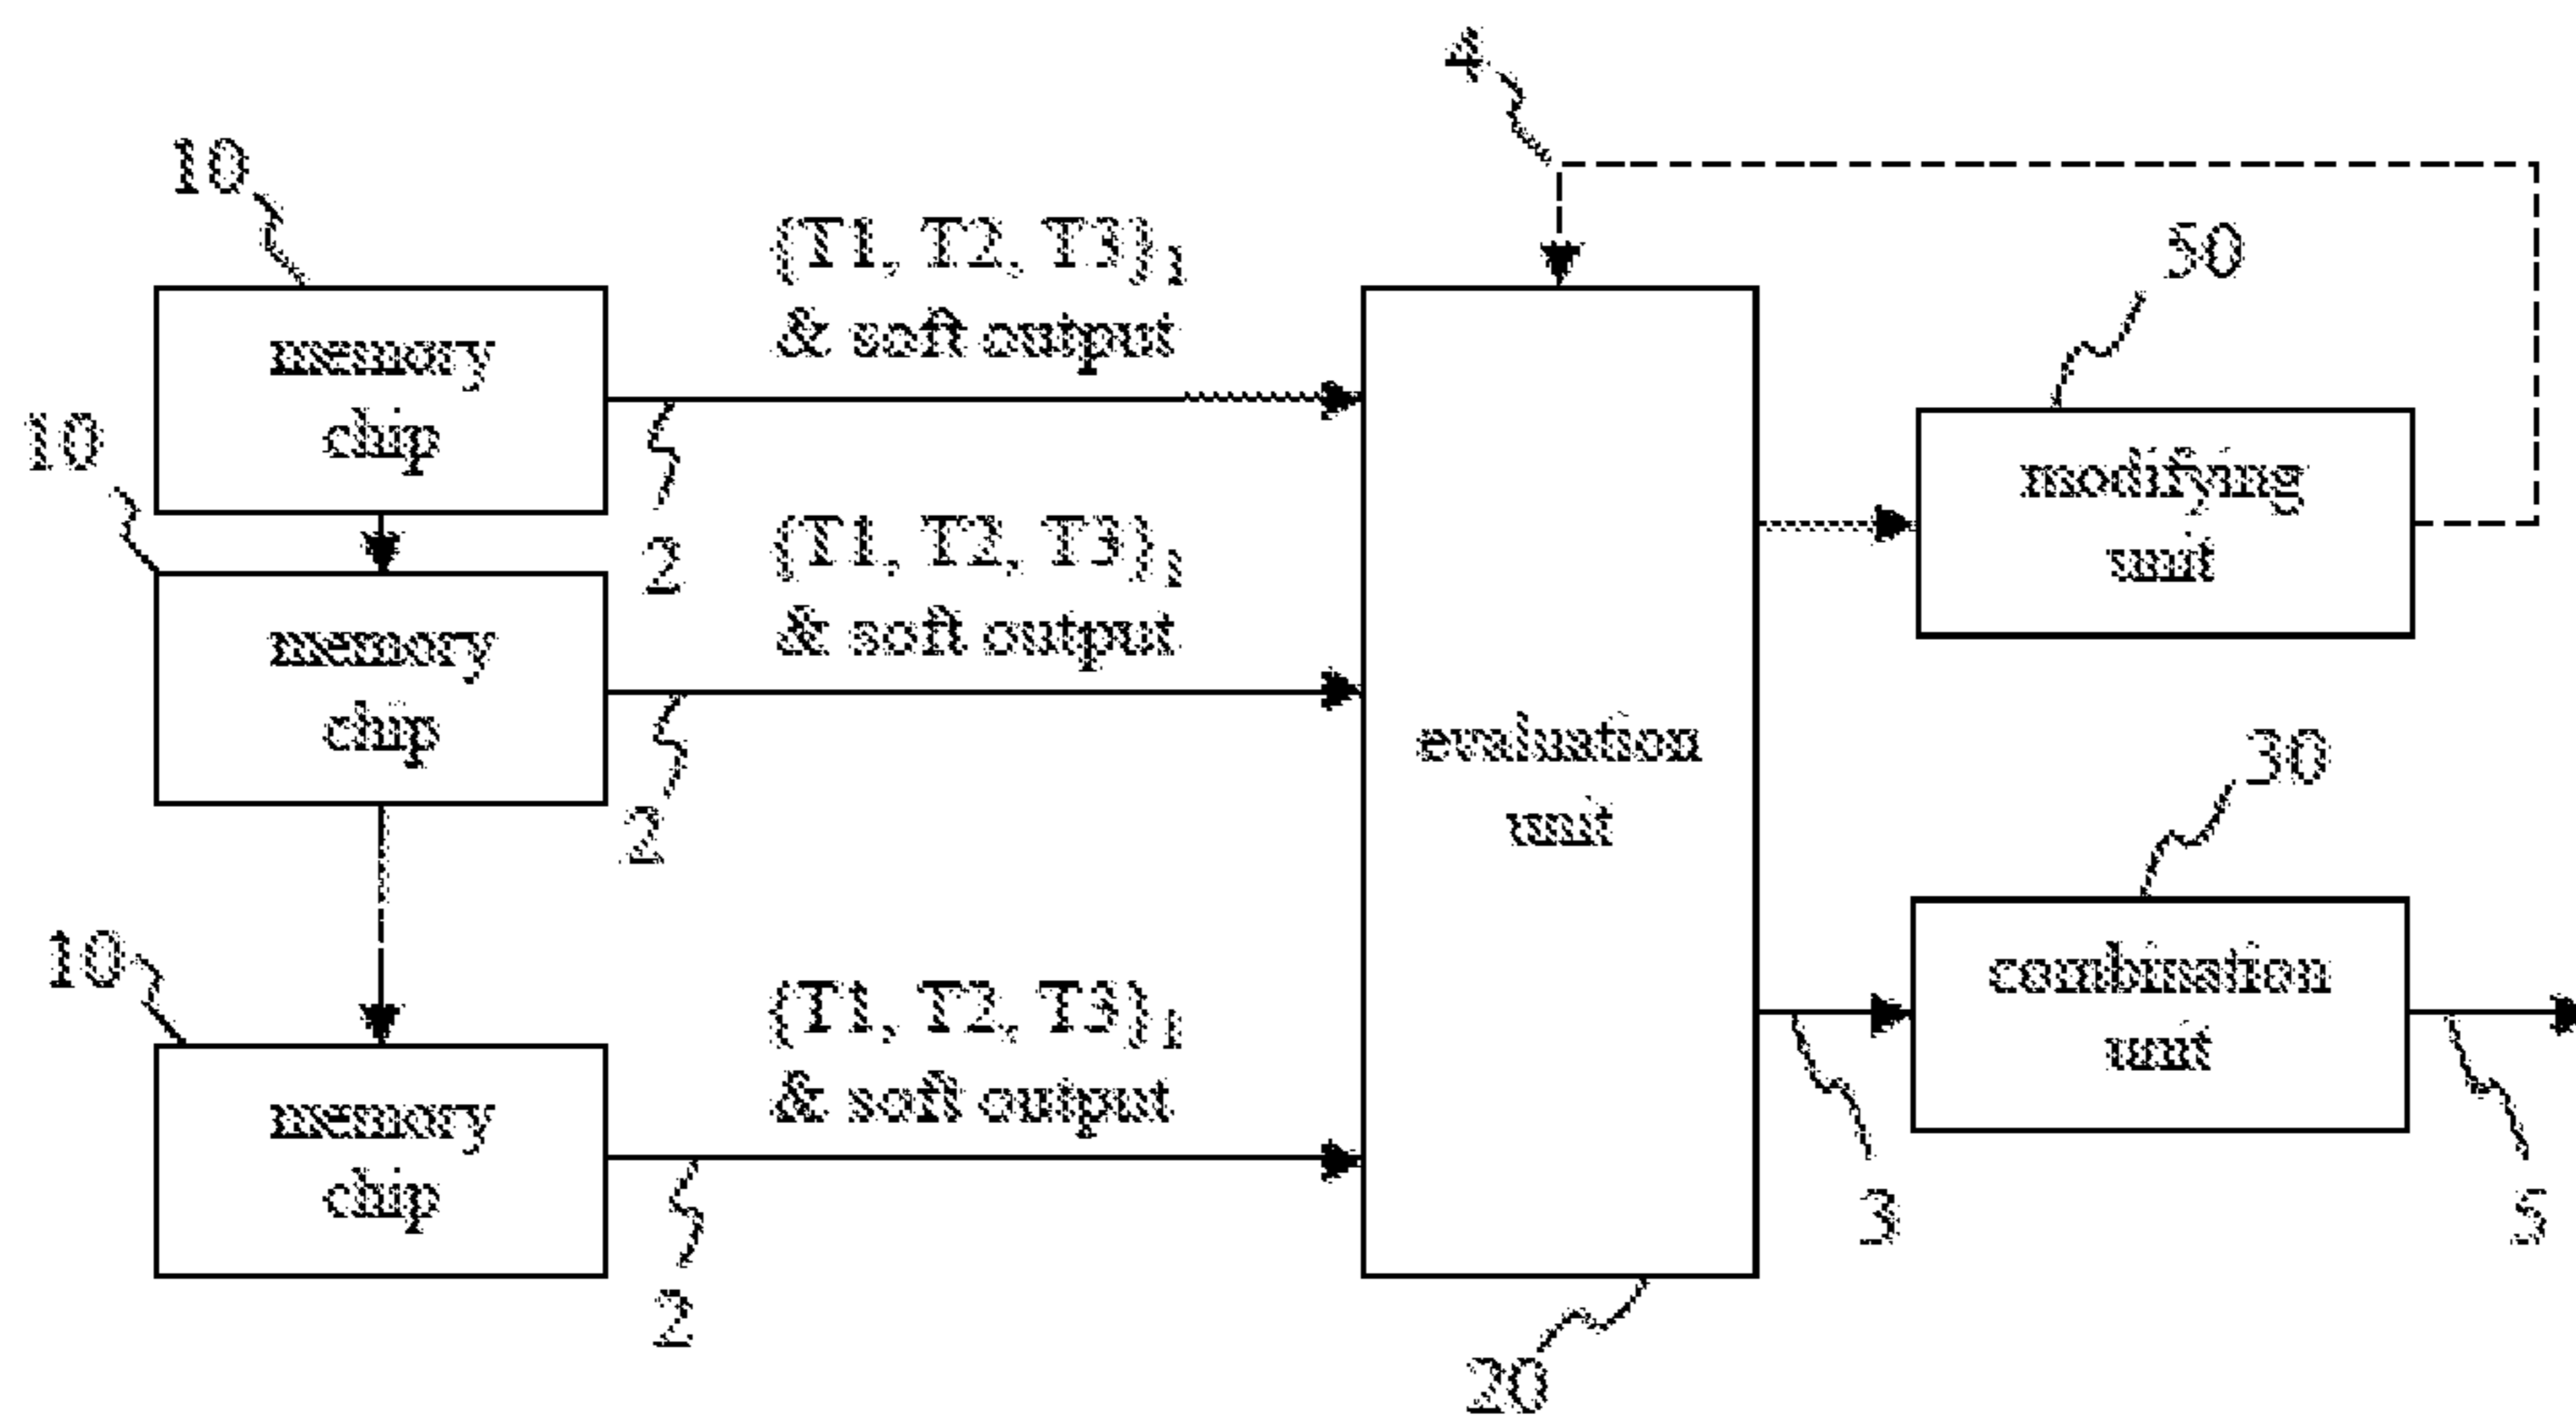 4
10
{T1, T2, T3}1
& soft output
50
memory
chip
10
2
modifying
unit
{T1, T2, T3}2
& soft output
memory
chip
2
evaluation
unit
30
10
{T1, T2, T3}
& soft output
combination
unit
memory
chip
2
3
5
20